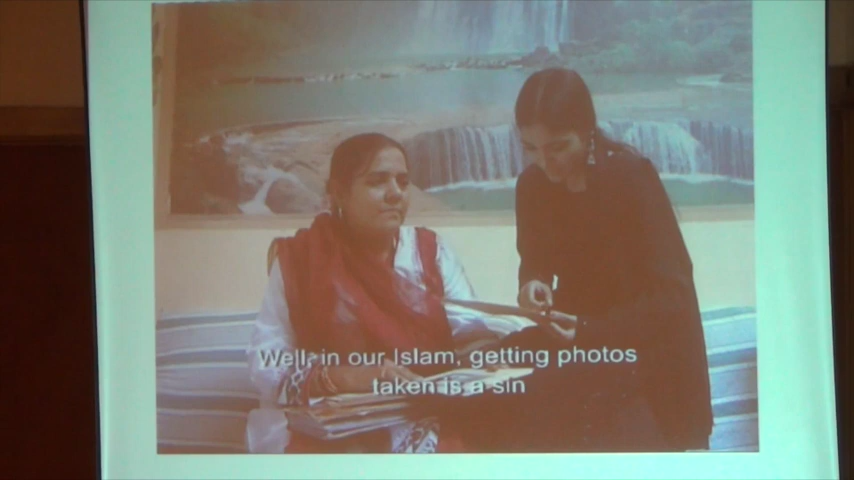 Well, in our Islam, getting photos
taken is a sin